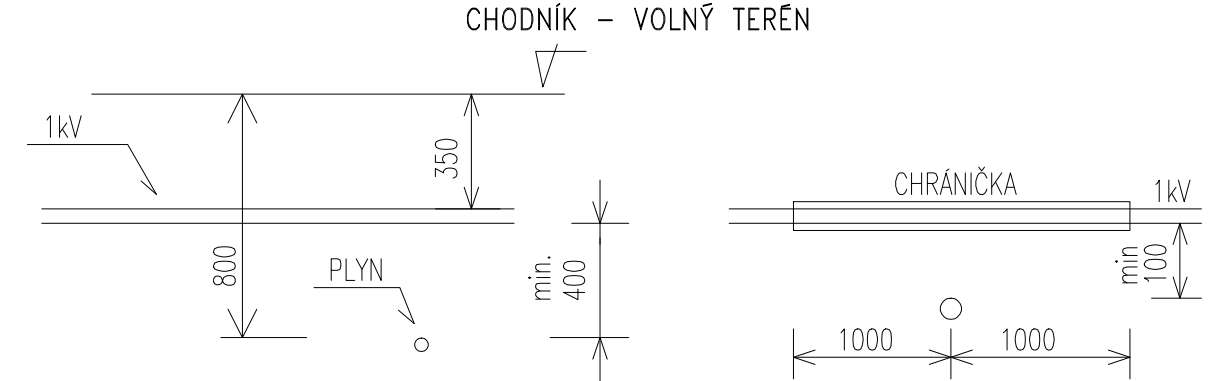 CHODNÍK – VOLNÝ TERÉN
1kV
350
800
PLYN
min.
400
CHRÁNIČKA
1kV
min
100
1000
1000